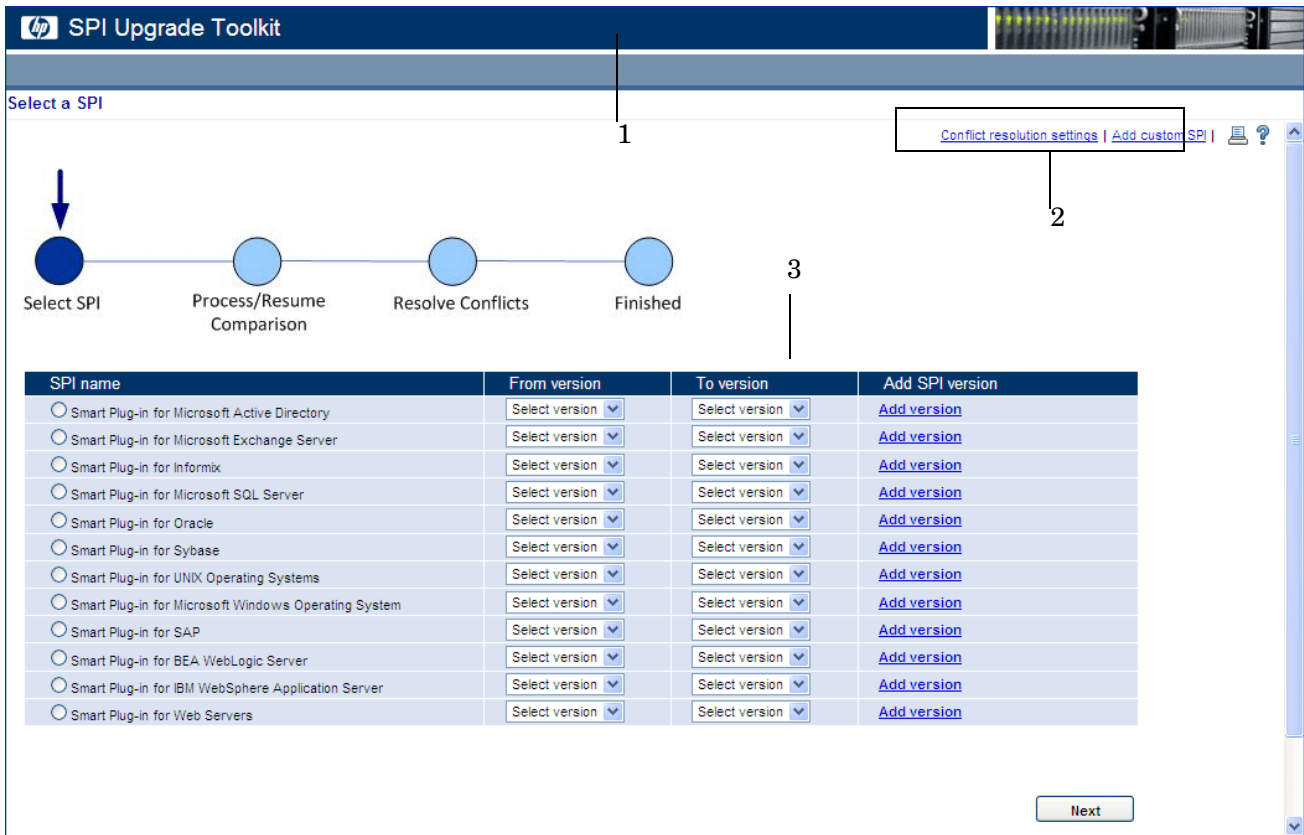 hp SPI Upgrade Toolkit
Select a SPI
1
Conflict resolution settings | Add custom SPI |
2
3
Select SPI
Process/Resume Comparison
Resolve Conflicts
Finished
SPI name From version To version Add SPI version
Smart Plug-in for Microsoft Active Directory Select version Select version Add version
Smart Plug-in for Microsoft Exchange Server Select version Select version Add version
Smart Plug-in for Informix Select version Select version Add version
Smart Plug-in for Microsoft SQL Server Select version Select version Add version
Smart Plug-in for Oracle Select version Select version Add version
Smart Plug-in for Sybase Select version Select version Add version
Smart Plug-in for UNIX Operating Systems Select version Select version Add version
Smart Plug-in for Microsoft Windows Operating System Select version Select version Add version
Smart Plug-in for SAP Select version Select version Add version
Smart Plug-in for BEA WebLogic Server Select version Select version Add version
Smart Plug-in for IBM WebSphere Application Server Select version Select version Add version
Smart Plug-in for Web Servers Select version Select version Add version
Next